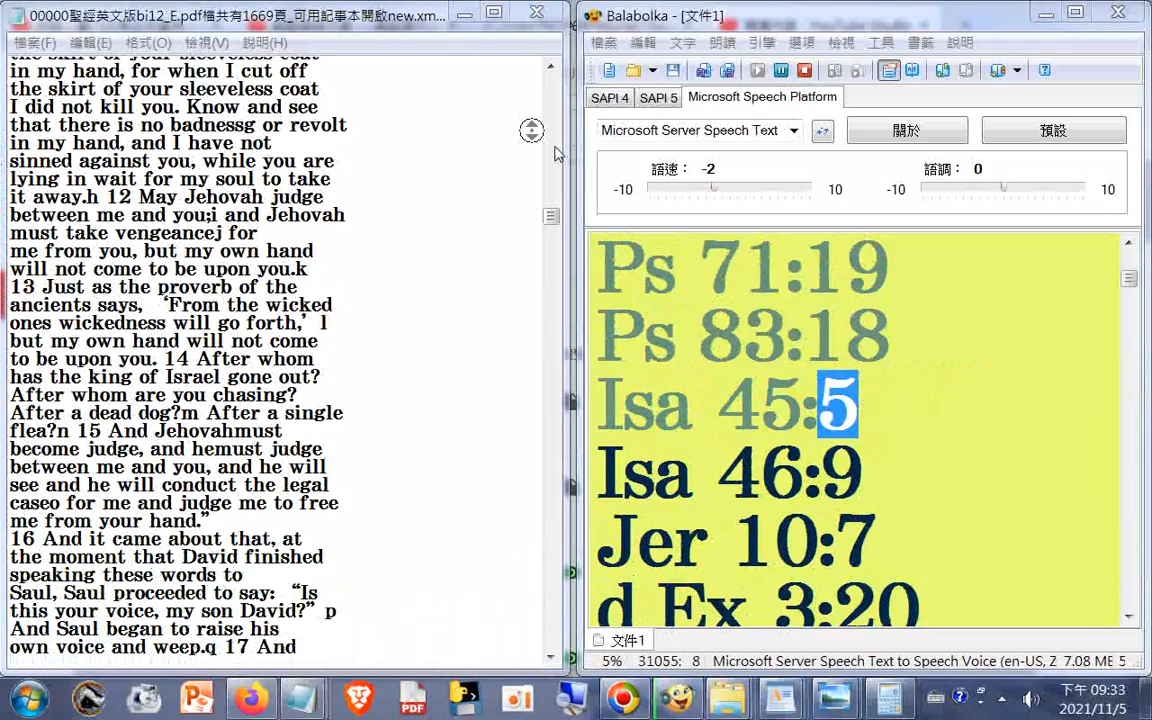 00000聖經英文版bi12_E.pdf檔共有1669頁_可用記事本開啟new.xm...
檔案(F) 編輯(E) 格式(O) 檢視(V) 說明(H)
in my hand, for when I cut off
the skirt of your sleeveless coat
I did not kill you. Know and see
that there is no badnessg or revolt
in my hand, and I have not
sinned against you, while you are
lying in wait for my soul to take
it away.h 12 May Jehovah judge
between me and you;i and Jehovah
must take vengeancej for
me from you, but my own hand
will not come to be upon you.k
13 Just as the proverb of the
ancients says, ‘From the wicked
ones wickedness will go forth,’ l
but my own hand will not come
to be upon you. 14 After whom
has the king of Israel gone out?
After whom are you chasing?
After a dead dog?m After a single
flea?n 15 And Jehovahmust
become judge, and hemust judge
between me and you, and he will
see and he will conduct the legal
caseo for me and judge me to free
me from your hand.”
16 And it came about that, at
the moment that David finished
speaking these words to
Saul, Saul proceeded to say: “Is
this your voice, my son David?” p
And Saul began to raise his
own voice and weep.q 17 And
Balabolka - [文件1]
檔案 編輯 文字 朗讀 引擎 選項 檢視 工具 書籤 說明
SAPI 4 SAPI 5 Microsoft Speech Platform
Microsoft Server Speech Text 關於 預設
語速： -2 語調： 0
-10 10 -10 10
Ps 71:19
Ps 83:18
Isa 45:5
Isa 46:9
Jer 10:7
d Ex 3:20
文件1
5% 31055: 8 Microsoft Server Speech Text to Speech Voice (en-US, Z 7.08 MB 5
PDF
下午 09:33
2021/11/5